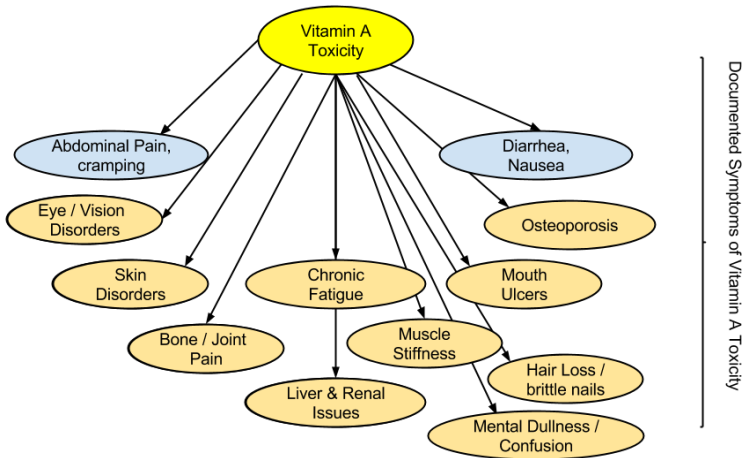 Vitamin A
Toxicity
Abdominal Pain,
cramping
Diarrhea,
Nausea
Eye / Vision
Disorders
Osteoporosis
Skin
Disorders
Chronic
Fatigue
Mouth
Ulcers
Bone / Joint
Pain
Muscle
Stiffness
Liver & Renal
Issues
Hair Loss /
brittle nails
Mental Dullness /
Confusion
Documented Symptoms of Vitamin A Toxicity